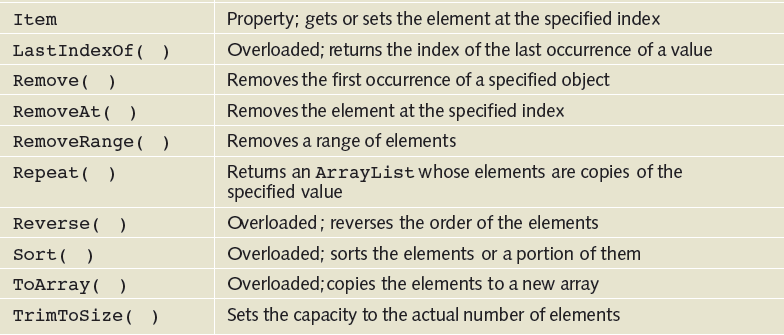 Item Property; gets or sets the element at the specified index
LastIndexOf( ) Overloaded; returns the index of the last occurrence of a value
Remove( ) Removes the first occurrence of a specified object
RemoveAt( ) Removes the element at the specified index
RemoveRange( ) Removes a range of elements
Repeat( ) Returns an ArrayList whose elements are copies of the
specified value
Reverse( ) Overloaded; reverses the order of the elements
Sort( ) Overloaded; sorts the elements or a portion of them
ToArray( ) Overloaded; copies the elements to a new array
TrimToSize( ) Sets the capacity to the actual number of elements